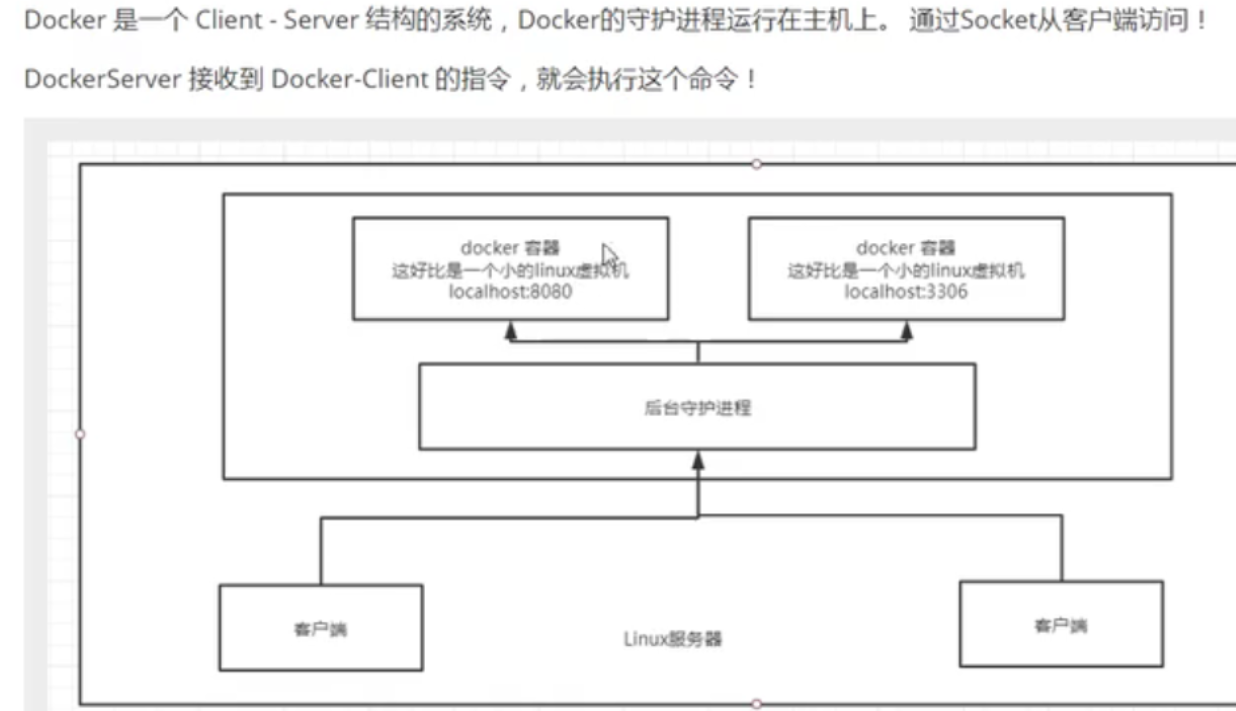 Docker 是一个 Client - Server 结构的系统，Docker的守护进程运行在主机上。 通过Socket从客户端访问！
DockerServer 接收到 Docker-Client 的指令，就会执行这个命令！
docker 容器
这好比是一个小的linux虚拟机
localhost:8080
docker 容器
这好比是一个小的linux虚拟机
localhost:3306
后台守护进程
客户端
Linux服务器
客户端